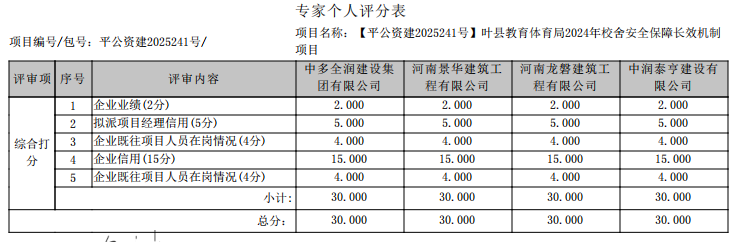 专家个人评分表
项目编号/包号: 平公资建2025241号/
项目名称: 【平公资建2025241号】叶县教育体育局2024年校舍安全保障长效机制
项目
评审项 序号 评审内容 中多全润建设集团有限公司 河南景华建筑工程有限公司 河南龙磐建筑工程有限公司 中润泰亨建设有限公司
综合打分
1 企业业绩(2分) 2.000 2.000 2.000 2.000
2 拟派项目经理信用(5分) 5.000 5.000 5.000 5.000
3 企业既往项目人员在岗情况(4分) 4.000 4.000 4.000 4.000
4 企业信用(15分) 15.000 15.000 15.000 15.000
5 企业既往项目人员在岗情况(4分) 4.000 4.000 4.000 4.000
小计: 30.000 30.000 30.000 30.000
总分: 30.000 30.000 30.000 30.000